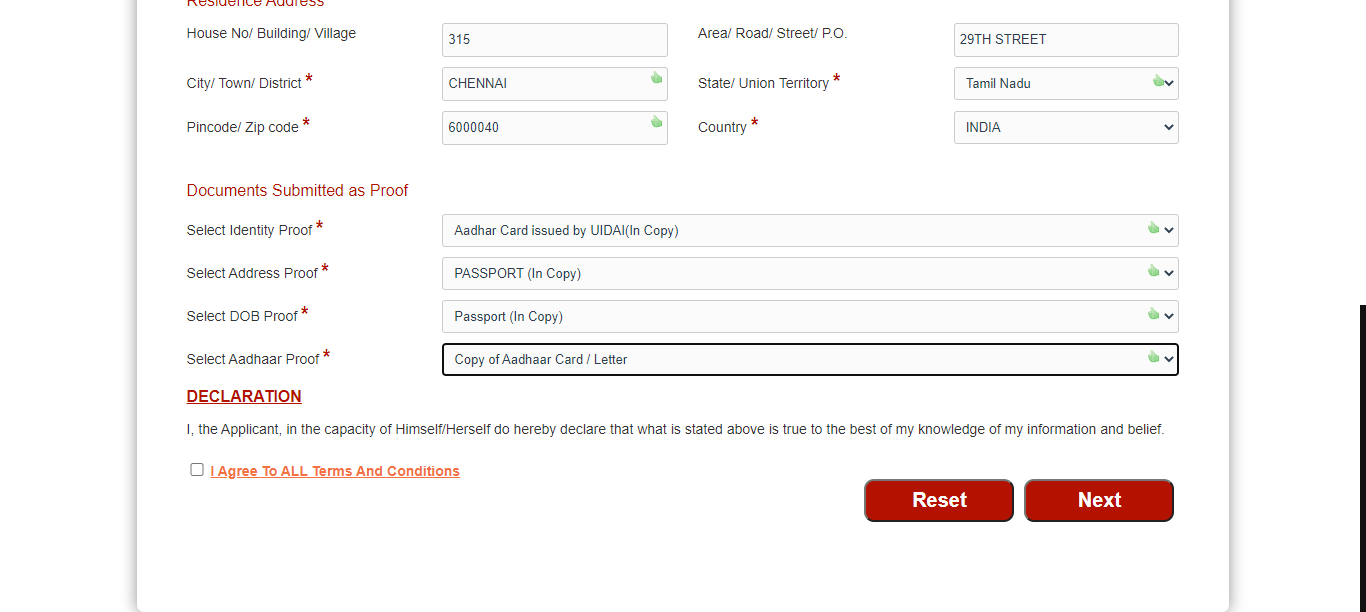 Residence Address
House No/ Building/ Village 315 Area/ Road/ Street/ P.O. 29TH STREET
City/ Town/ District * CHENNAI State/ Union Territory * Tamil Nadu
Pincode/ Zip code * 6000040 Country * INDIA
Documents Submitted as Proof
Select Identity Proof * Aadhar Card issued by UIDAI(In Copy)
Select Address Proof * PASSPORT (In Copy)
Select DOB Proof * Passport (In Copy)
Select Aadhaar Proof * Copy of Aadhaar Card / Letter
DECLARATION
I, the Applicant, in the capacity of Himself/Herself do hereby declare that what is stated above is true to the best of my knowledge of my information and belief.
I Agree To ALL Terms And Conditions
Reset Next